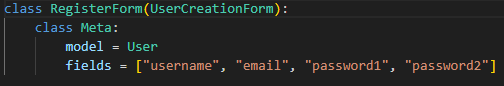 class RegisterForm(UserCreationForm):
    class Meta:
        model = User
        fields = ["username", "email", "password1", "password2"]